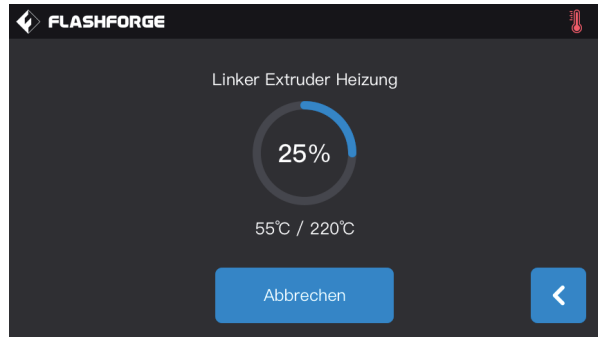 FLASHFORGE
Linker Extruder Heizung
25%
55℃ / 220℃
Abbrechen